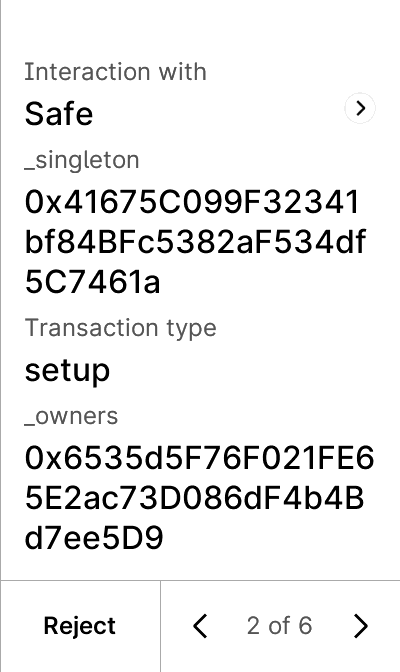 Interaction with
Safe
_singleton
0x41675C099F32341
bf84BFc5382aF534df
5C7461a
Transaction type
setup
_owners
0x6535d5F76F021FE6
5E2ac73D086dF4b4B
d7ee5D9
Reject
2 of 6